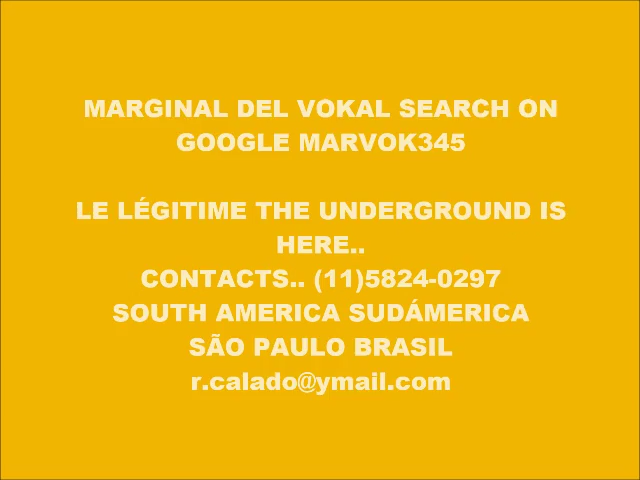 MARGINAL DEL VOKAL SEARCH ON
GOOGLE MARVOK345
LE LÉGITIME THE UNDERGROUND IS
HERE..
CONTACTS.. (11)5824-0297
SOUTH AMERICA SUDÁMERICA
SÃO PAULO BRASIL
r.calado@ymail.com